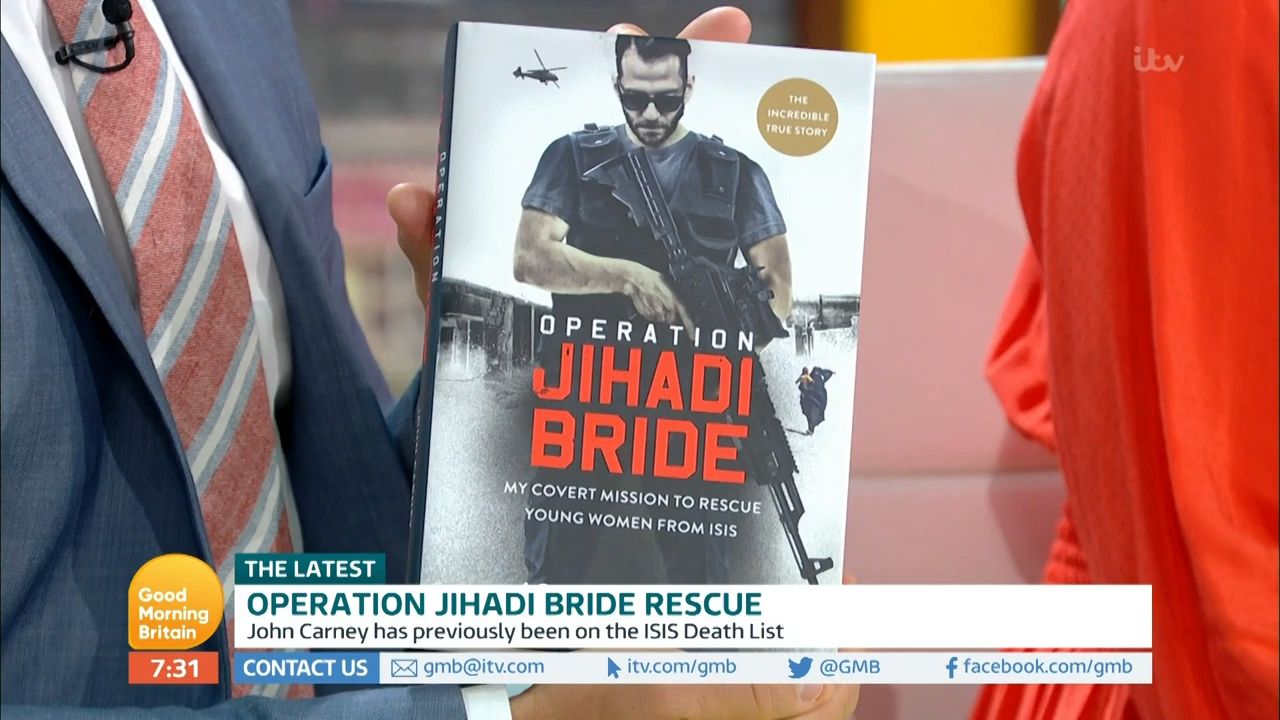 itv
THE
INCREDIBLE
TRUE STORY
OPERATION
OPERATION
JIHADI
BRIDE
MY COVERT MISSION TO RESCUE
YOUNG WOMEN FROM ISIS
THE LATEST
Good
Morning
Britain
OPERATION JIHADI BRIDE RESCUE
John Carney has previously been on the ISIS Death List
7:31
CONTACT US
gmb@itv.com
itv.com/gmb
@GMB
facebook.com/gmb